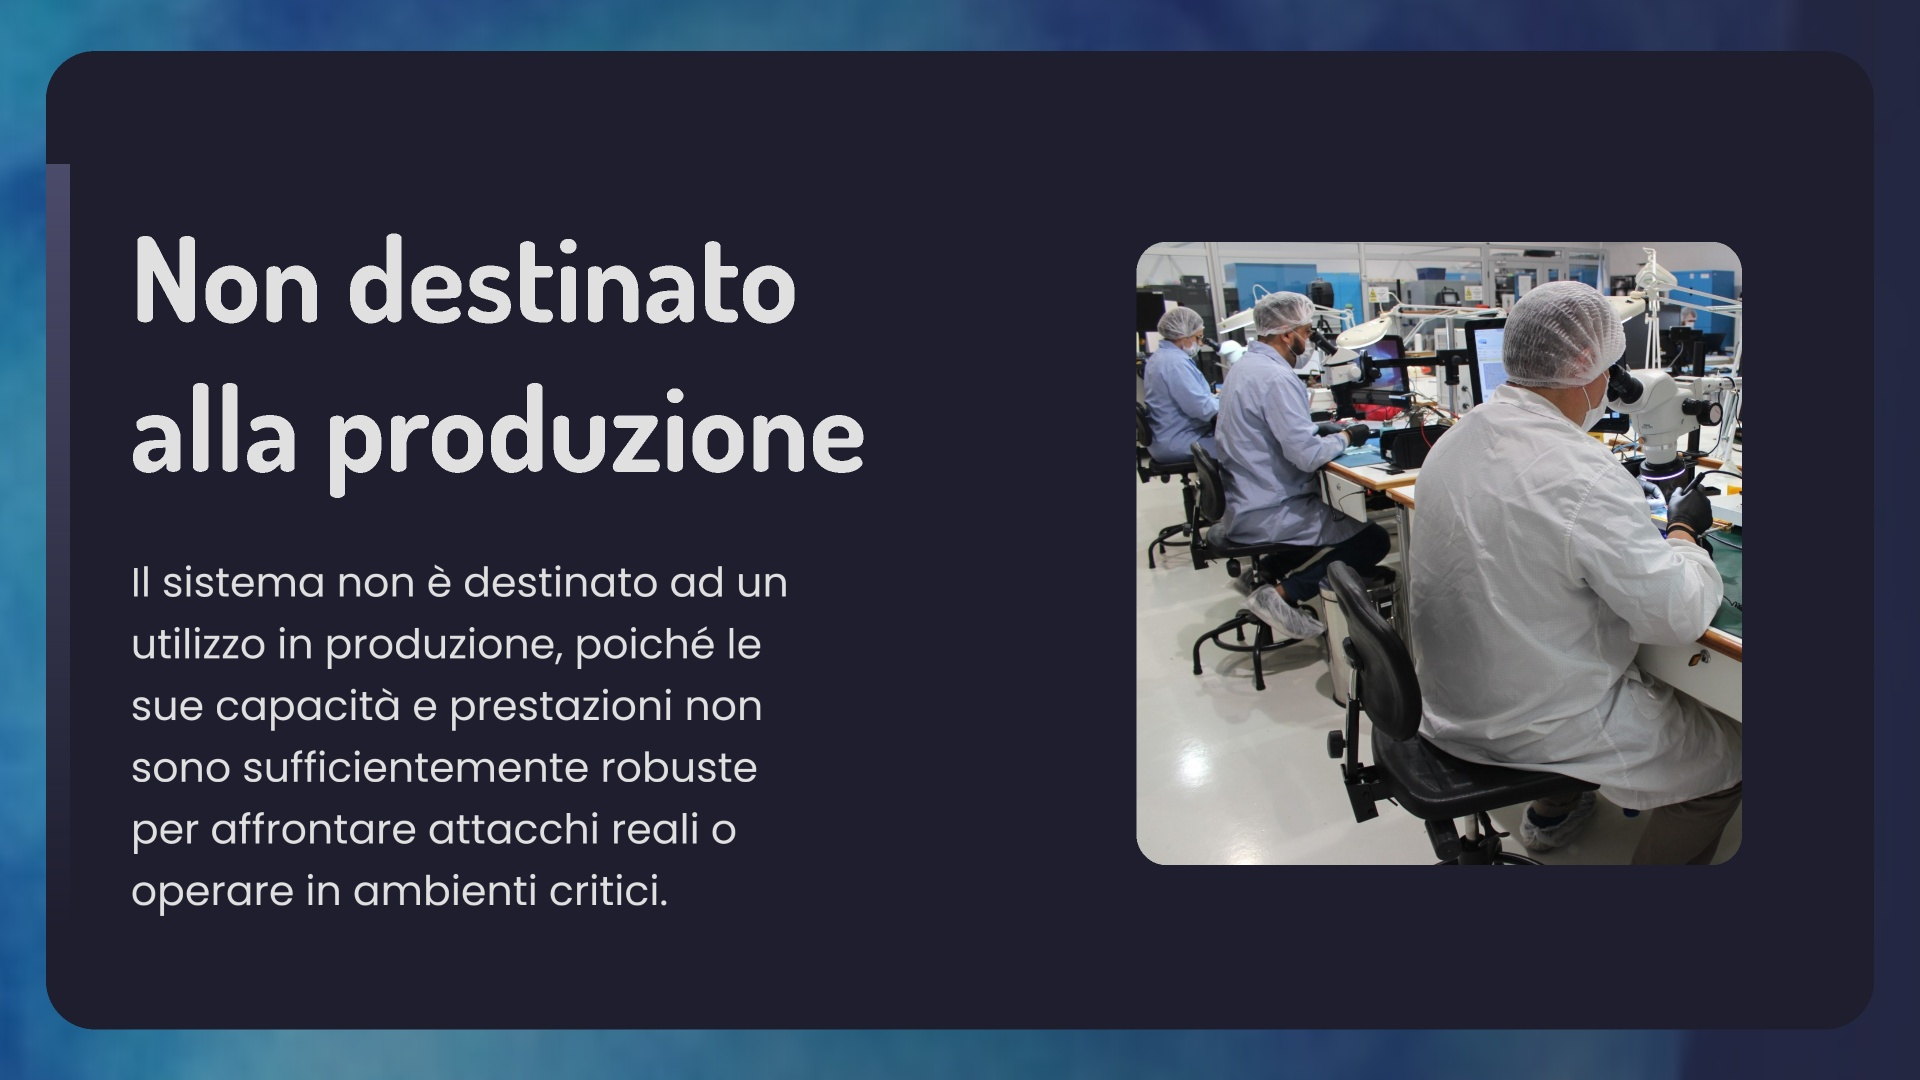 Non destinato
alla produzione
Il sistema non è destinato ad un
utilizzo in produzione, poiché le
sue capacità e prestazioni non
sono sufficientemente robuste
per affrontare attacchi reali o
operare in ambienti critici.